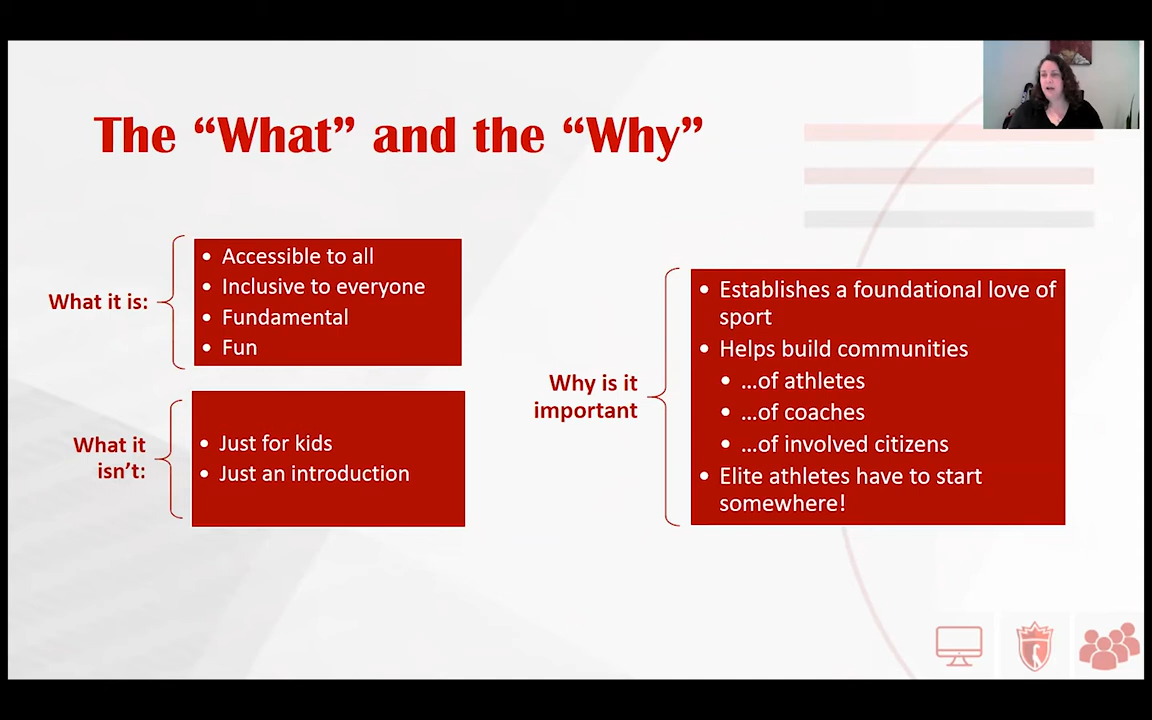 The “What” and the “Why”
What it is:
• Accessible to all
• Inclusive to everyone
• Fundamental
• Fun
What it
isn’t:
• Just for kids
• Just an introduction
Why is it
important
• Establishes a foundational love of
sport
• Helps build communities
• …of athletes
• …of coaches
• …of involved citizens
• Elite athletes have to start
somewhere!